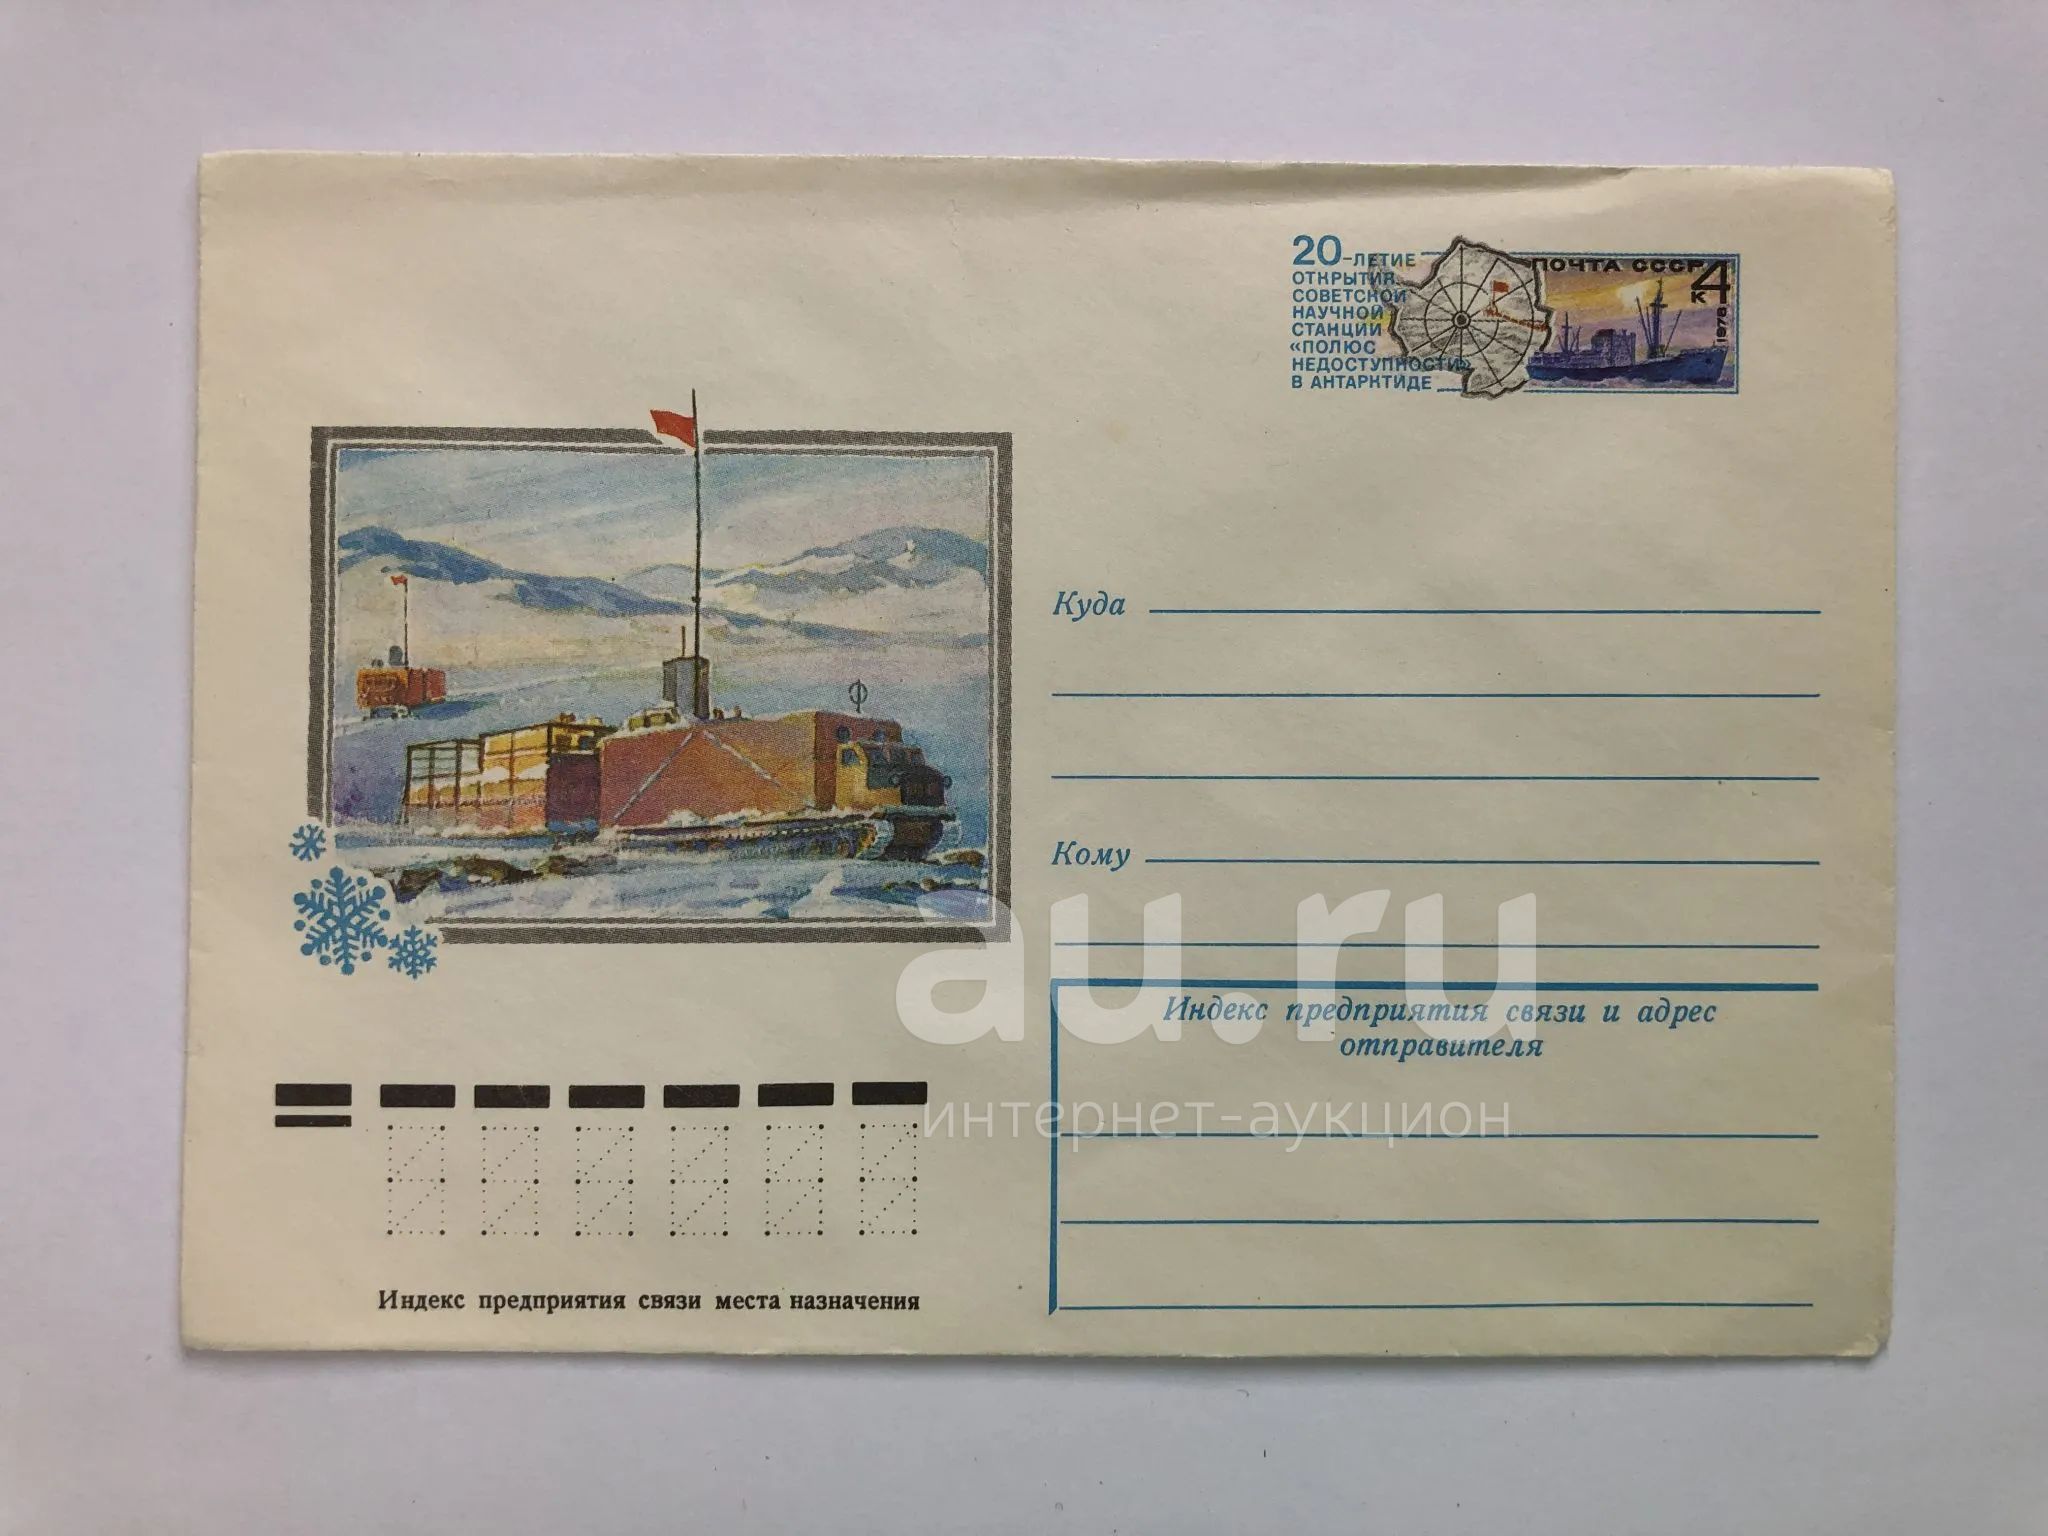 20-ЛЕТИЕ
ОТКРЫТИЯ
СОВЕТСКОЙ
НАУЧНОЙ
СТАНЦИИ
«ПОЛЮС
НЕДОСТУПНОСТИ»
В АНТАРКТИДЕ
ПОЧТА СССР
4
К
1978
Куда
Кому
au.ru
Индекс предприятия связи и адрес
отправителя
интернет-аукцион
Индекс предприятия связи места назначения